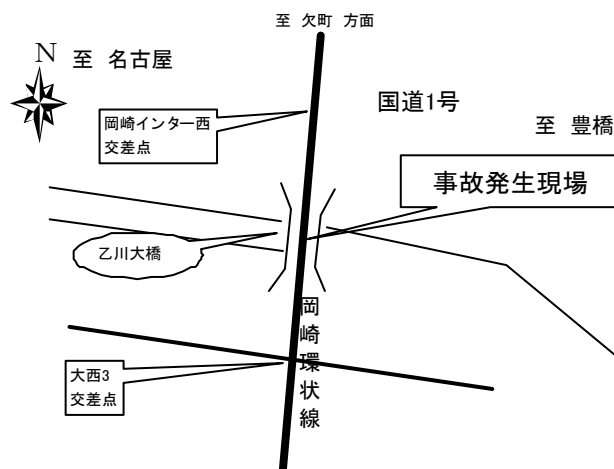 至 欠町 方面
N
至 名古屋
国道1号
至 豊橋
岡崎インター西
交差点
事故発生現場
乙川大橋
岡崎環状線
大西3
交差点